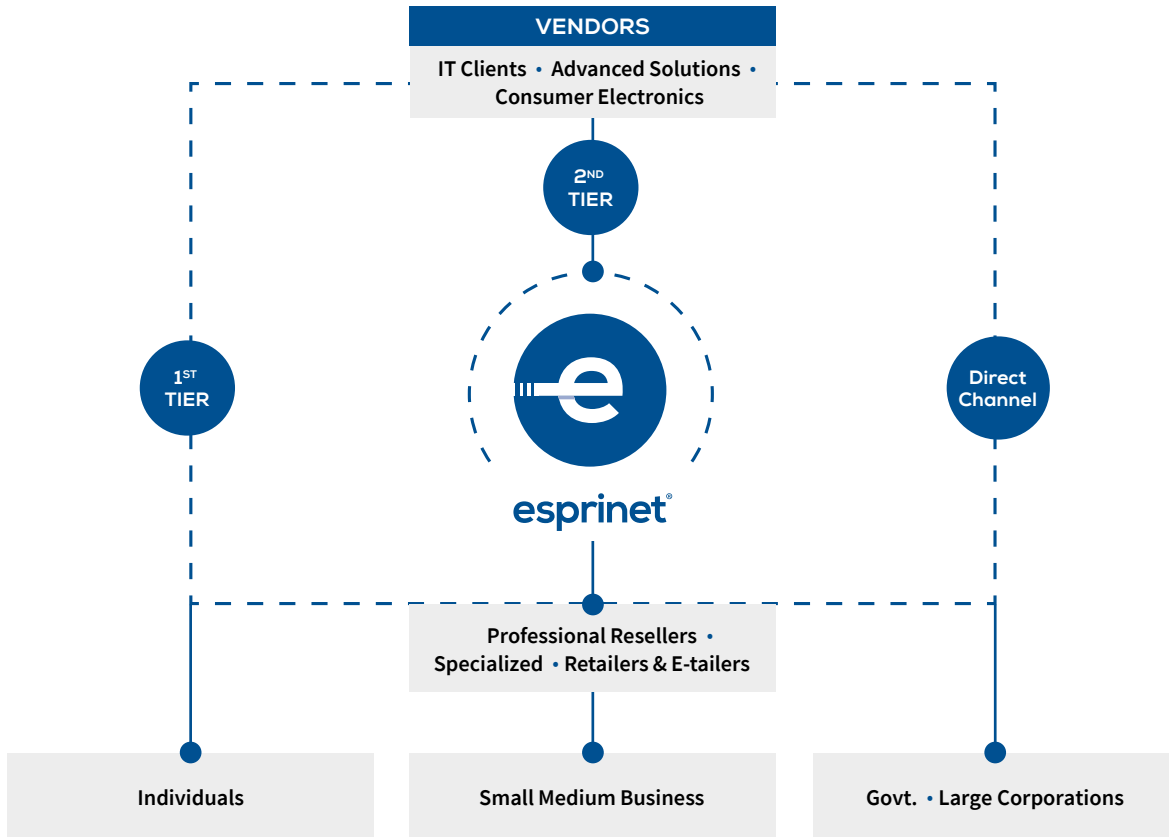 VENDORS
IT Clients • Advanced Solutions •
Consumer Electronics
2ND
TIER
1ST
TIER
e
Direct
Channel
esprinet®
Professional Resellers •
Specialized • Retailers & E-tailers
Individuals
Small Medium Business
Govt. • Large Corporations